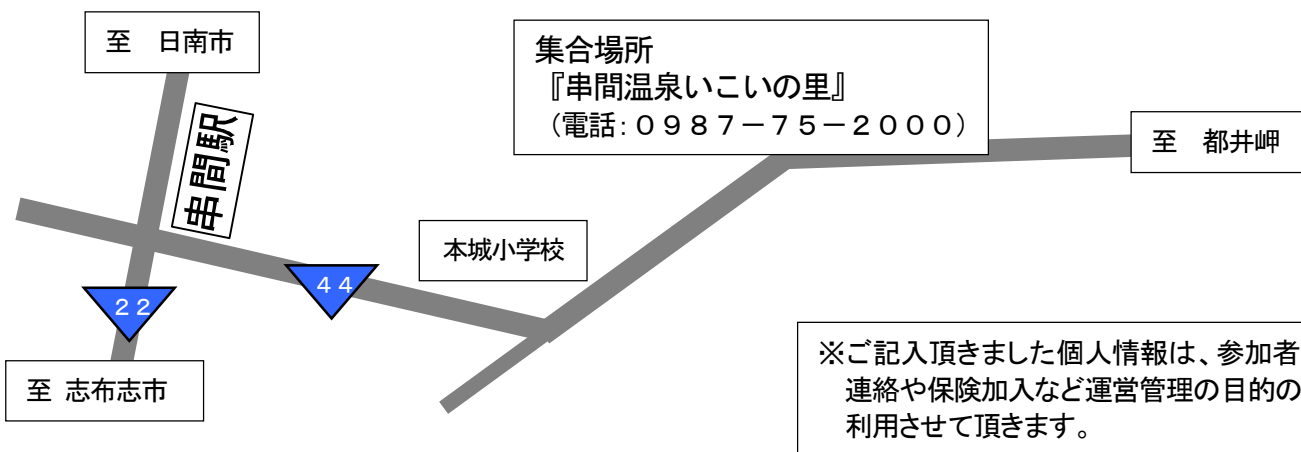 至　日南市
集合場所
『串間温泉いこいの里』
（電話：０９８７－７５－２０００）
串間駅
至　都井岬
本城小学校
４４
２２
至 志布志市
※ご記入頂きました個人情報は、参加者
連絡や保険加入など運営管理の目的の
利用させて頂きます。